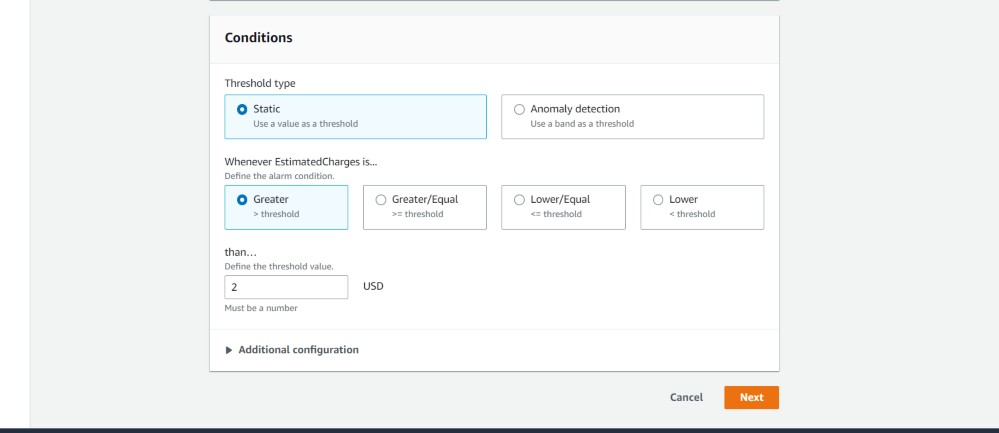 Conditions
Threshold type
Static
Use a value as a threshold
Anomaly detection
Use a band as a threshold
Whenever EstimatedCharges is...
Define the alarm condition.
Greater
> threshold
Greater/Equal
>= threshold
Lower/Equal
<= threshold
Lower
< threshold
than...
Define the threshold value.
2
USD
Must be a number
Additional configuration
Cancel
Next